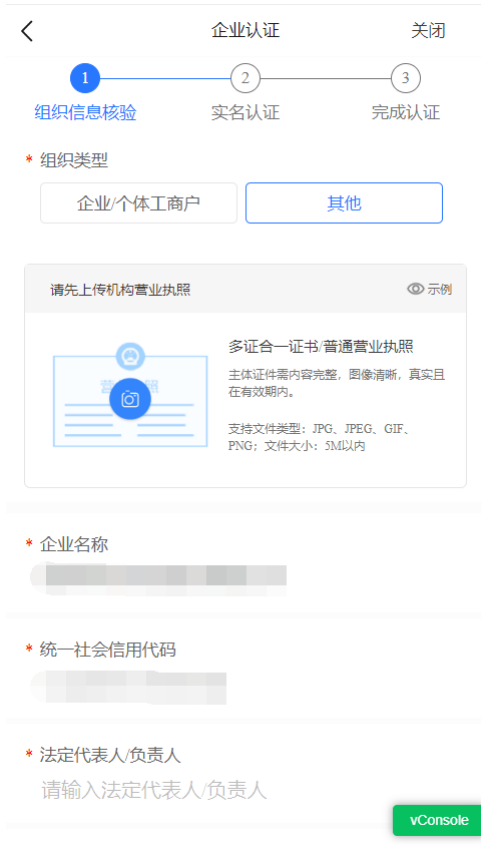 企业认证
关闭
1
2
3
组织信息核验
实名认证
完成认证
* 组织类型
企业/个体工商户
其他
请先上传机构营业执照
示例
多证合一证书/普通营业执照
主体证件需内容完整，图像清晰，真实且
在有效期内。
支持文件类型：JPG、JPEG、GIF、
PNG；文件大小：5M以内
* 企业名称
* 统一社会信用代码
* 法定代表人/负责人
请输入法定代表人/负责人
vConsole